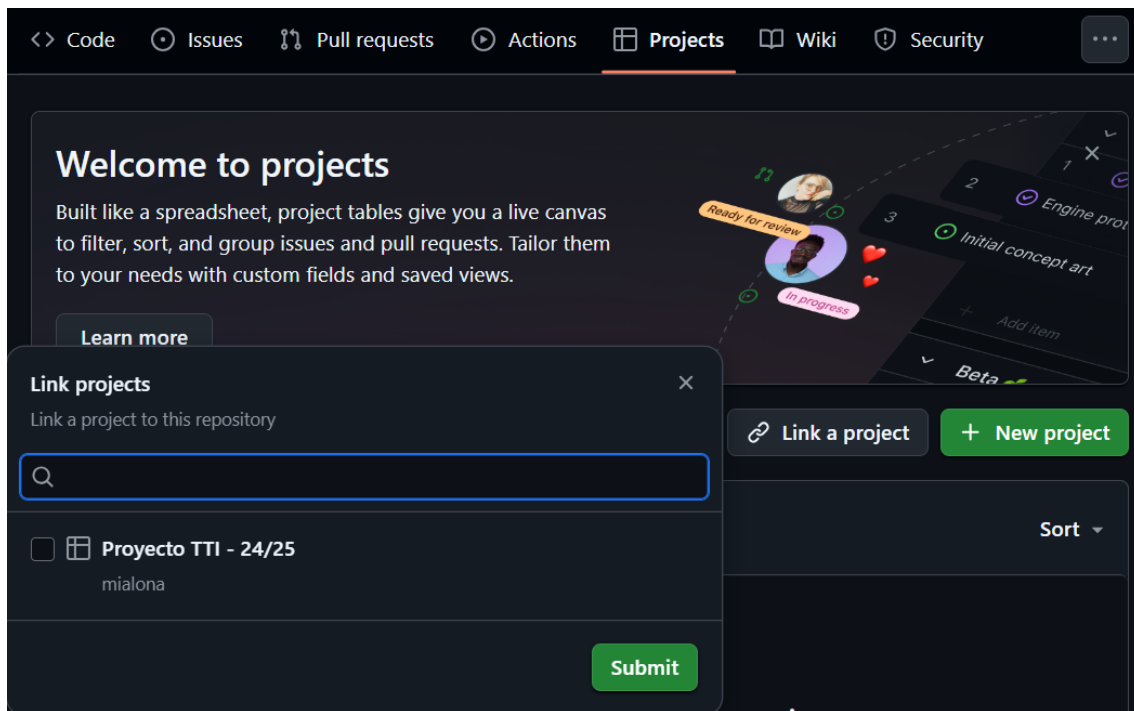 Code Issues Pull requests Actions Projects Wiki Security
Welcome to projects
Built like a spreadsheet, project tables give you a live canvas
to filter, sort, and group issues and pull requests. Tailor them
to your needs with custom fields and saved views.
Learn more
Ready for review
In progress
1
2 Engine prot
3 Initial concept art
+ Add item
Beta
Link projects
Link a project to this repository
Link a project
New project
Proyecto TTI - 24/25
mialona
Sort
Submit